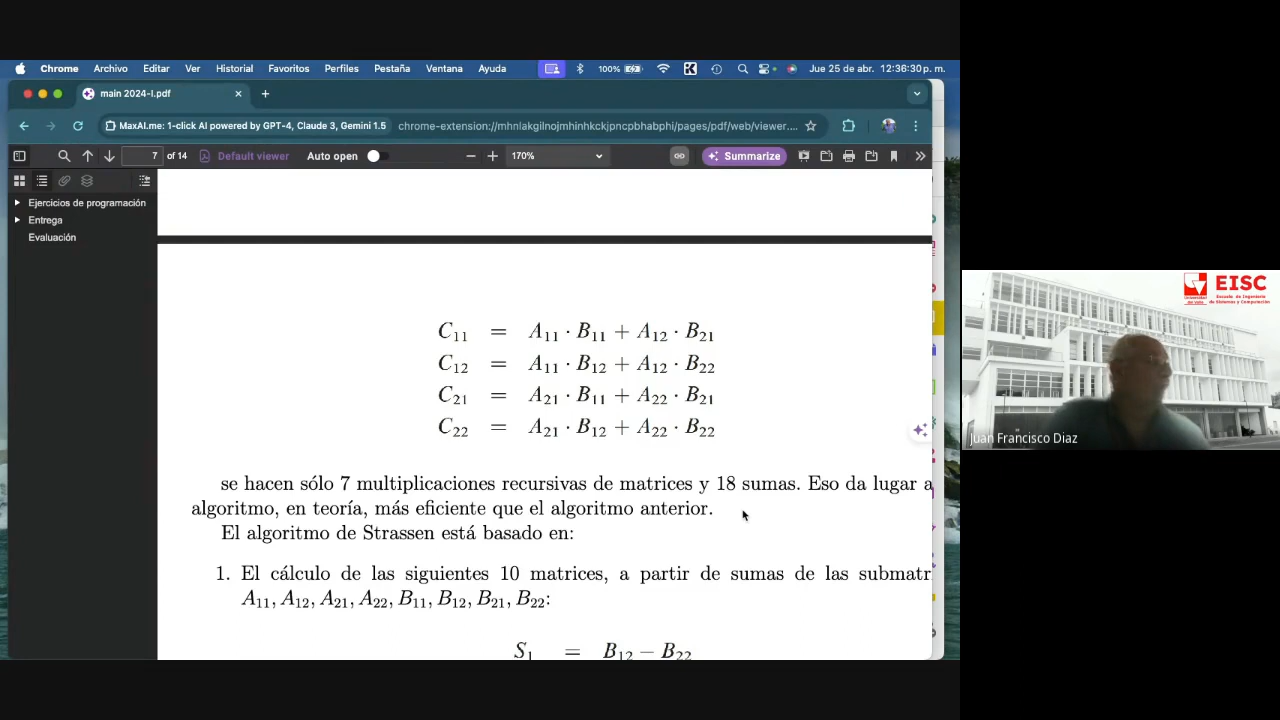 Chrome Archivo Editar Ver Historial Favoritos Perfiles Pestaña Ventana Ayuda 100% Jue 25 de abr. 12:36:30 p. m.
main 2024-I.pdf
MaxAI.me: 1-click AI powered by GPT-4, Claude 3, Gemini 1.5 chrome-extension://mhnlakgilnojmhinhkckjpncpbhabphi/pages/pdf/web/viewer....
7 of 14 Default viewer Auto open 170% Summarize
Ejercicios de programación
Entrega
Evaluación
C11 = A11 · B11 + A12 · B21
C12 = A11 · B12 + A12 · B22
C21 = A21 · B11 + A22 · B21
C22 = A21 · B12 + A22 · B22
se hacen sólo 7 multiplicaciones recursivas de matrices y 18 sumas. Eso da lugar a
algoritmo, en teoría, más eficiente que el algoritmo anterior.
El algoritmo de Strassen está basado en:
1. El cálculo de las siguientes 10 matrices, a partir de sumas de las submatr
A11, A12, A21, A22, B11, B12, B21, B22:
S1 = B12 − B22
EISC
Escuela de Ingeniería
de Sistemas y Computación
Juan Francisco Diaz